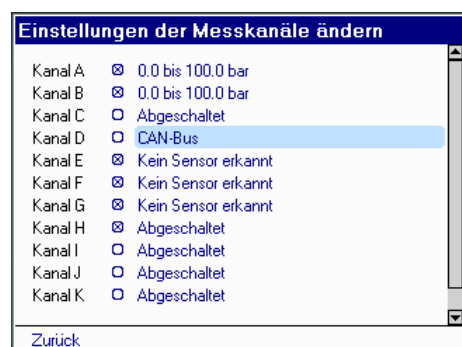 Einstellungen der Messkanäle ändern
Kanal A 0.0 bis 100.0 bar
Kanal B 0.0 bis 100.0 bar
Kanal C Abgeschaltet
Kanal D CAN-Bus
Kanal E Kein Sensor erkannt
Kanal F Kein Sensor erkannt
Kanal G Kein Sensor erkannt
Kanal H Abgeschaltet
Kanal I Abgeschaltet
Kanal J Abgeschaltet
Kanal K Abgeschaltet
Zurück